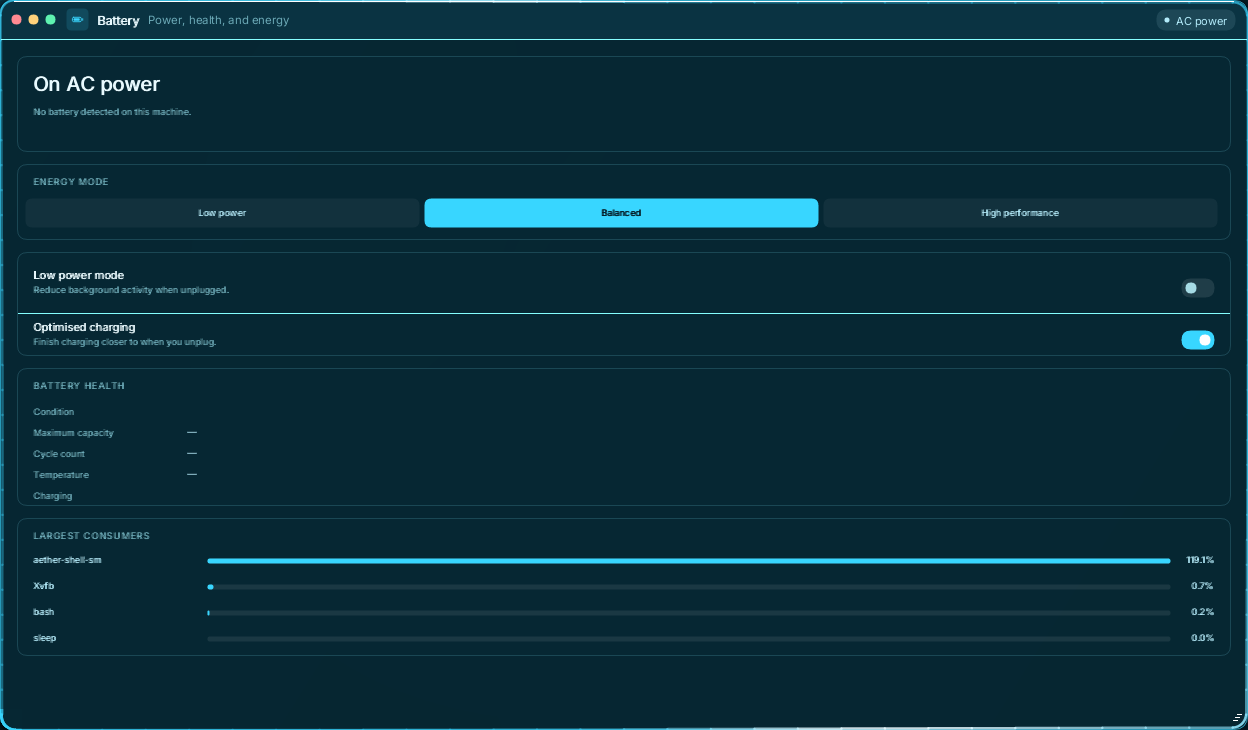 Battery Power, health, and energy AC power
On AC power
No battery detected on this machine.
ENERGY MODE
Low power Balanced High performance
Low power mode
Reduce background activity when unplugged.
Optimised charging
Finish charging closer to when you unplug.
BATTERY HEALTH
Condition
Maximum capacity —
Cycle count —
Temperature —
Charging
LARGEST CONSUMERS
aether-shell-sm 119.1%
Xvfb 0.7%
bash 0.2%
sleep 0.0%